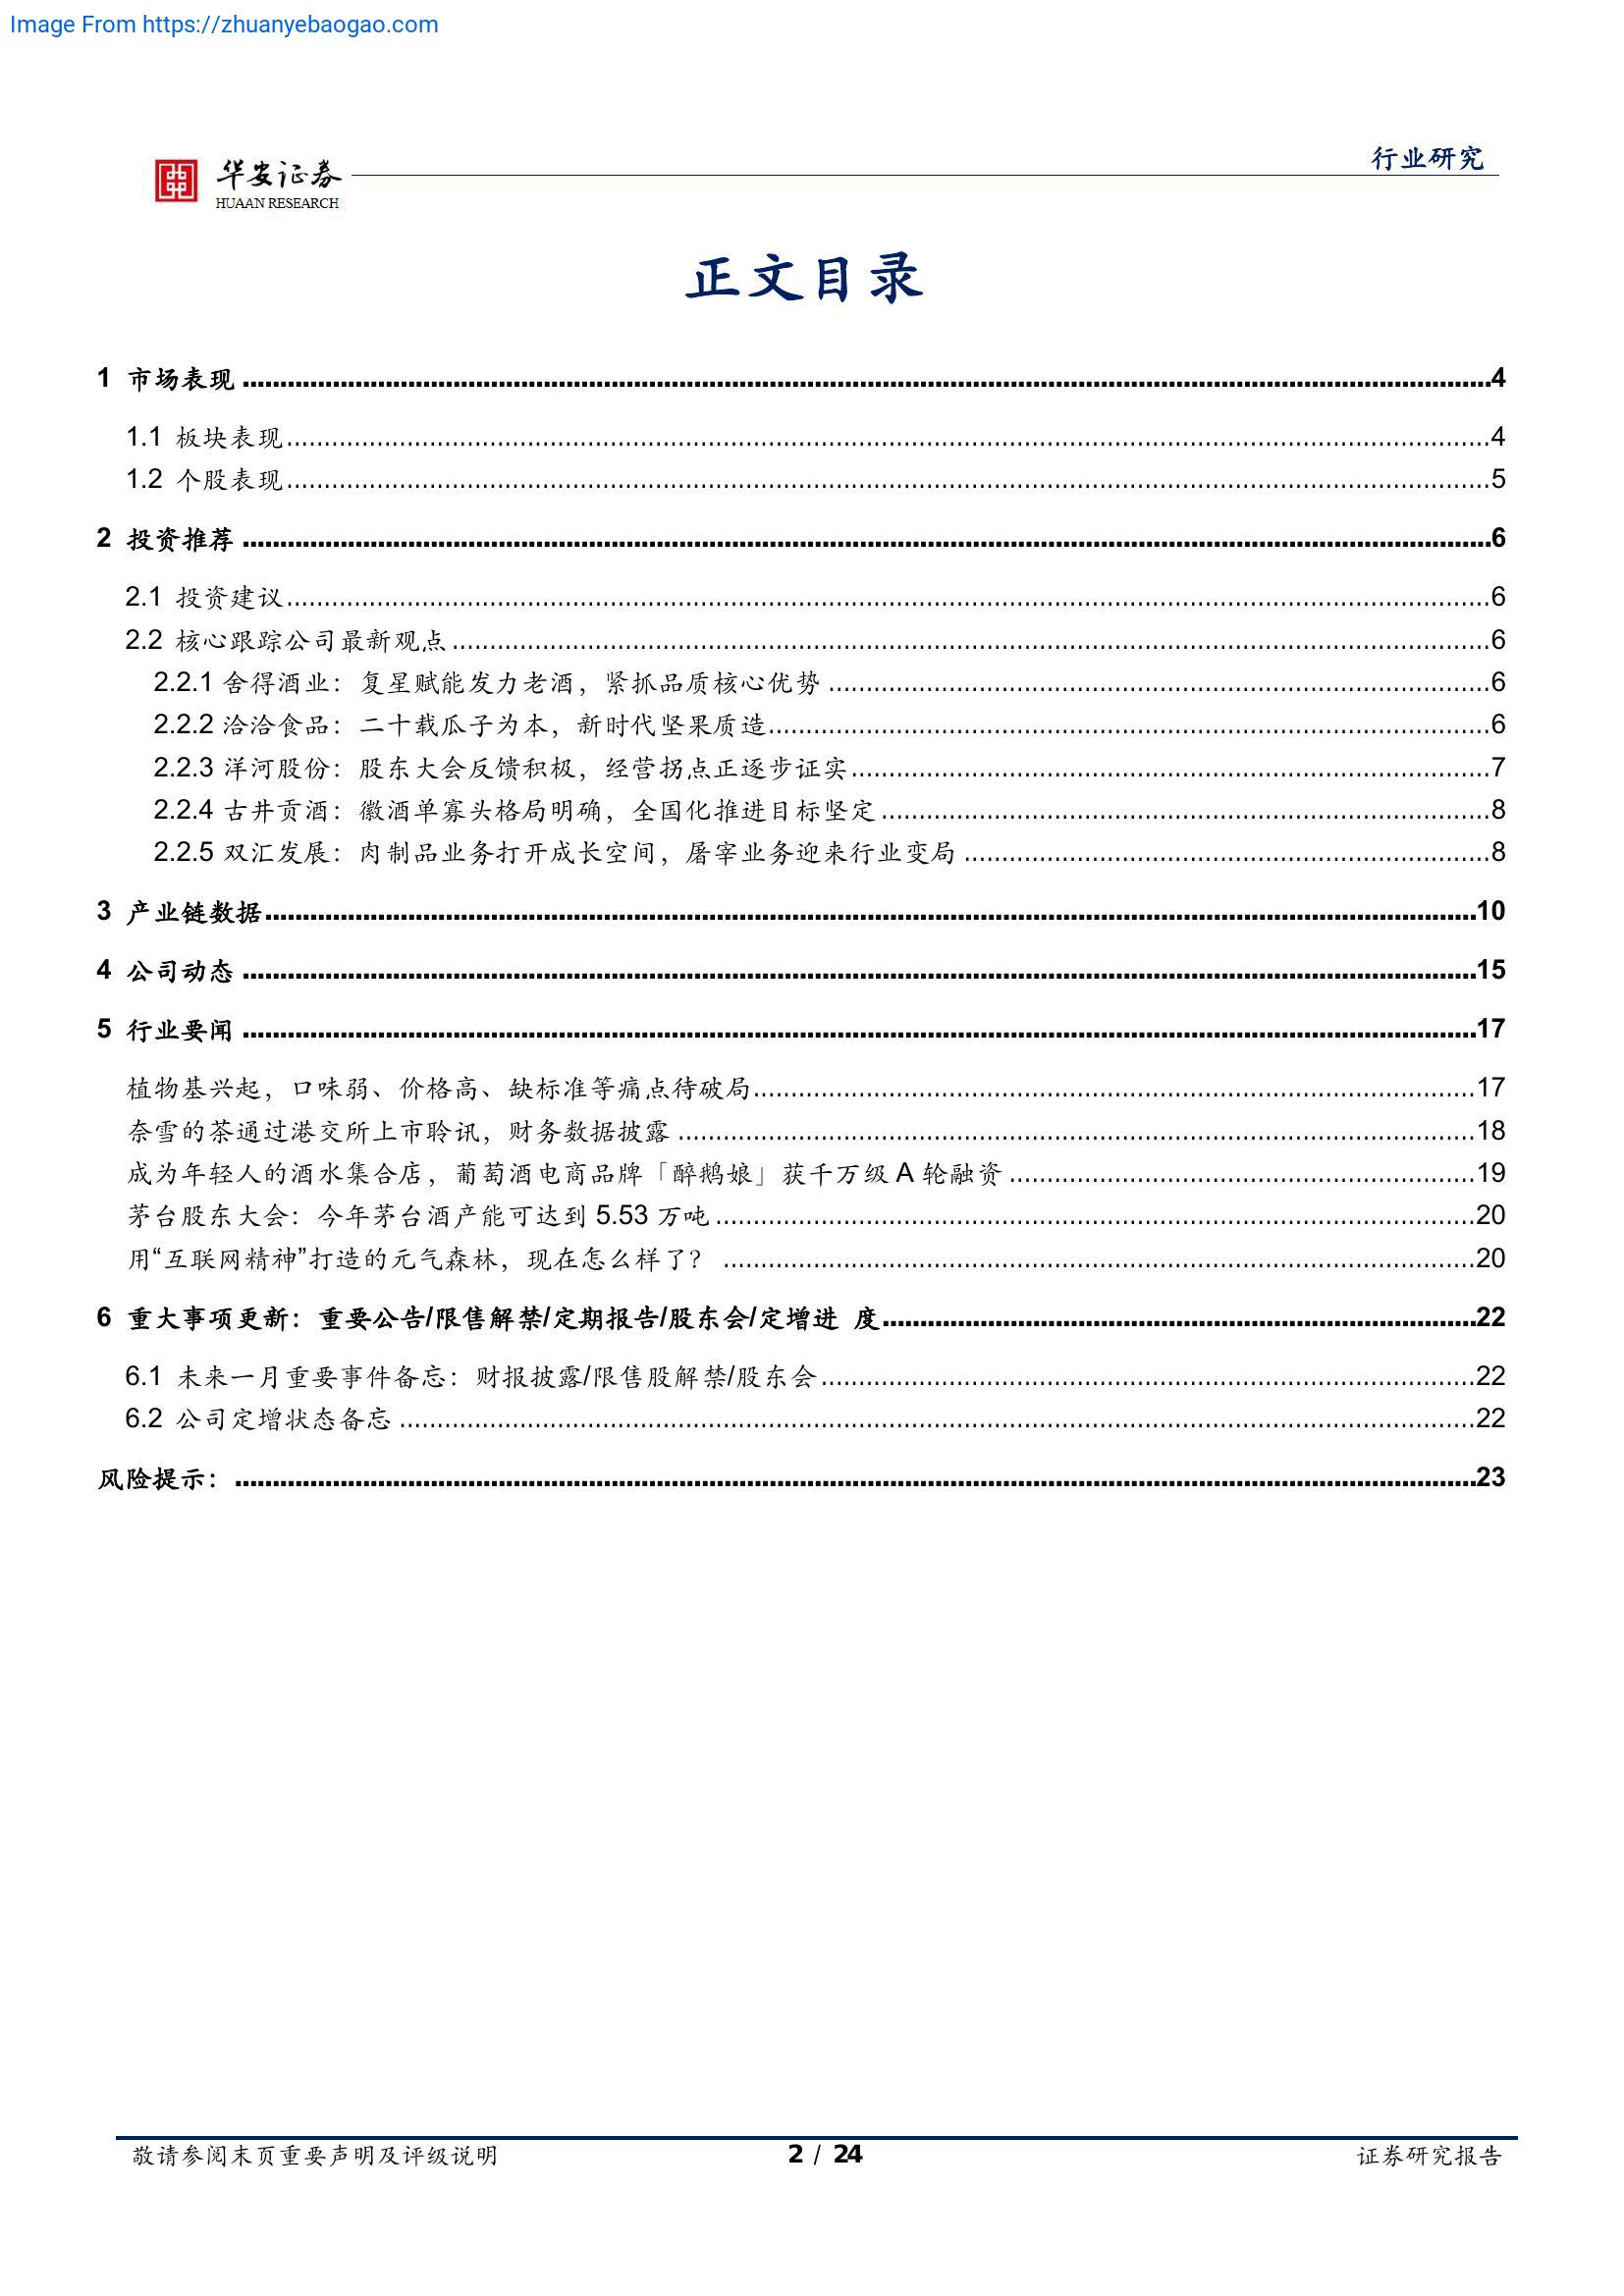 Image From https://zhuanyebaogao.com
华安证券
HUAAN RESEARCH
行业研究
正文目录
1 市场表现 ........ 4
1.1 板块表现 ........ 4
1.2 个股表现 ........ 5
2 投资推荐 ........ 6
2.1 投资建议 ........ 6
2.2 核心跟踪公司最新观点 ........ 6
2.2.1 舍得酒业：复星赋能发力老酒，紧抓品质核心优势 ........ 6
2.2.2 洽洽食品：二十载瓜子为本，新时代坚果质造 ........ 6
2.2.3 洋河股份：股东大会反馈积极，经营拐点正逐步证实 ........ 7
2.2.4 古井贡酒：徽酒单寡头格局明确，全国化推进目标坚定 ........ 8
2.2.5 双汇发展：肉制品业务打开成长空间，屠宰业务迎来行业变局 ........ 8
3 产业链数据 ........ 10
4 公司动态 ........ 15
5 行业要闻 ........ 17
植物基兴起，口味弱、价格高、缺标准等痛点待破局 ........ 17
奈雪的茶通过港交所上市聆讯，财务数据披露 ........ 18
成为年轻人的酒水集合店，葡萄酒电商品牌「醉鹅娘」获千万级 A 轮融资 ........ 19
茅台股东大会：今年茅台酒产能可达到 5.53 万吨 ........ 20
用“互联网精神”打造的元气森林，现在怎么样了？ ........ 20
6 重大事项更新：重要公告/限售解禁/定期报告/股东会/定增进 度 ........ 22
6.1 未来一月重要事件备忘：财报披露/限售股解禁/股东会 ........ 22
6.2 公司定增状态备忘 ........ 22
风险提示： ........ 23
敬请参阅末页重要声明及评级说明
2 / 24
证券研究报告